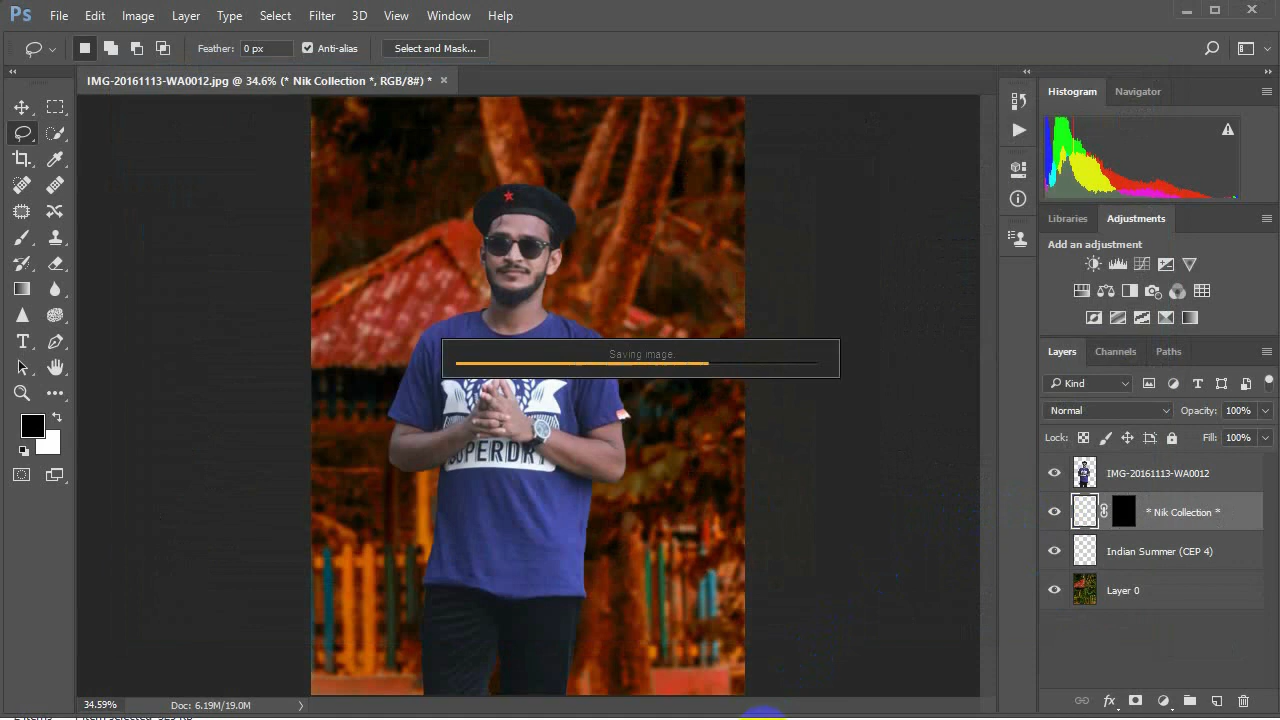 Ps File Edit Image Layer Type Select Filter 3D View Window Help
Feather: 0 px Anti-alias Select and Mask...
IMG-20161113-WA0012.jpg @ 34.6% (* Nik Collection *, RGB/8#) *
Histogram Navigator
Libraries Adjustments
Add an adjustment
Saving image.
SUPERDRY
Layers Channels Paths
Kind
Normal Opacity: 100%
Lock: Fill: 100%
IMG-20161113-WA0012
* Nik Collection *
Indian Summer (CEP 4)
Layer 0
34.59% Doc: 6.19M/19.0M